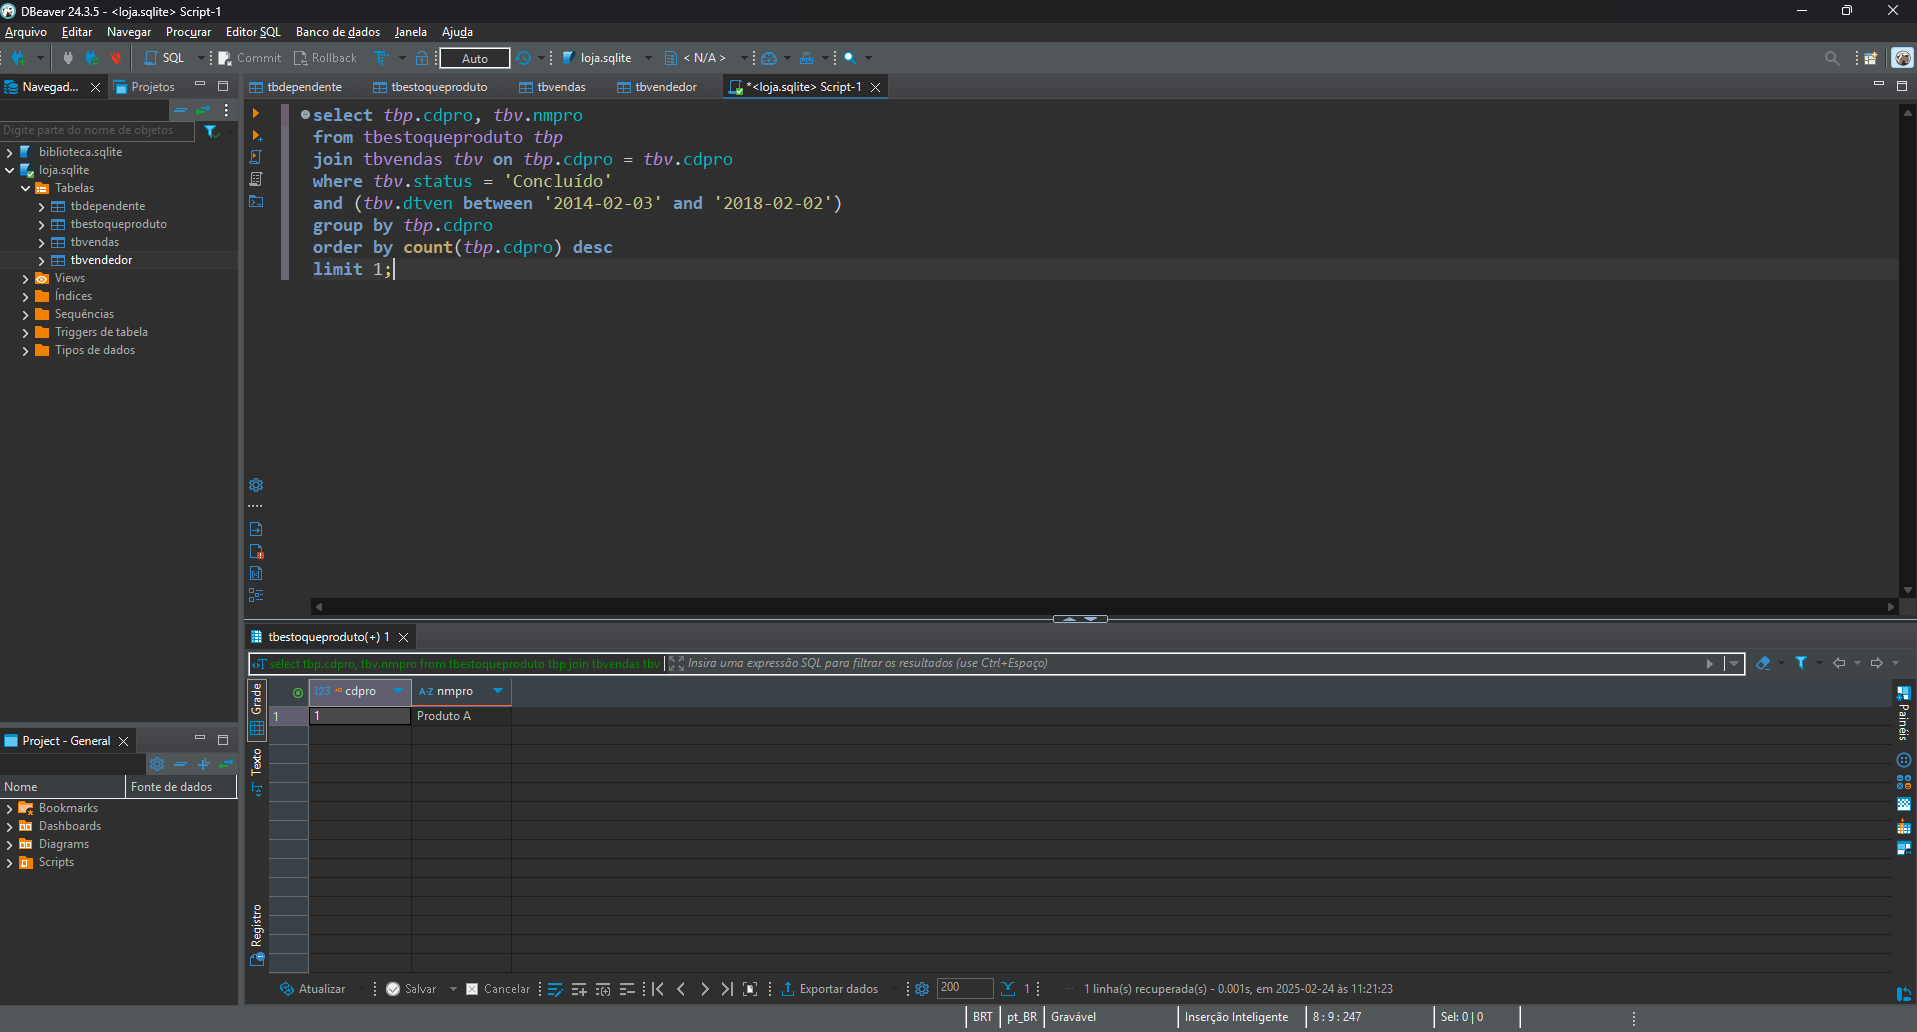 DBeaver 24.3.5 - <loja.sqlite> Script-1
Arquivo Editar Navegar Procurar Editor SQL Banco de dados Janela Ajuda
SQL Commit Rollback Auto loja.sqlite < N/A >
Navegad... Projetos
tbdependente tbestoqueproduto tbvendas tbvendedor *<loja.sqlite> Script-1
Digite parte do nome de objetos
biblioteca.sqlite
loja.sqlite
Tabelas
tbdependente
tbestoqueproduto
tbvendas
tbvendedor
Views
Índices
Sequências
Triggers de tabela
Tipos de dados
select tbp.cdpro, tbv.nmpro
from tbestoqueproduto tbp
join tbvendas tbv on tbp.cdpro = tbv.cdpro
where tbv.status = 'Concluído'
and (tbv.dtven between '2014-02-03' and '2018-02-02')
group by tbp.cdpro
order by count(tbp.cdpro) desc
limit 1;
Project - General
Nome Fonte de dados
Bookmarks
Dashboards
Diagrams
Scripts
tbestoqueproduto(+) 1
select tbp.cdpro, tbv.nmpro from tbestoqueproduto tbp join tbvendas tbv Insira uma expressão SQL para filtrar os resultados (use Ctrl+Espaço)
Grade
Texto
Registro
123 cdpro A-Z nmpro
1 1 Produto A
Painéis
Atualizar Salvar Cancelar Exportar dados 200 1 1 linha(s) recuperada(s) - 0.001s, em 2025-02-24 às 11:21:23
BRT pt_BR Gravável Inserção Inteligente 8 : 9 : 247 Sel: 0 | 0